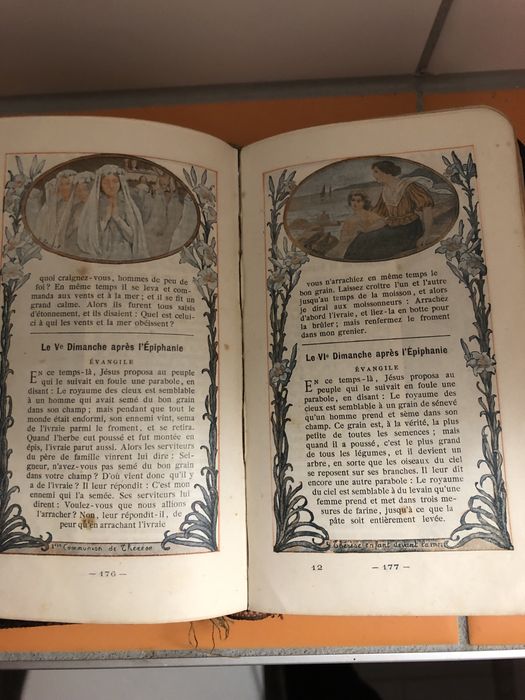 quoi craignez-vous, hommes de peu de
foi? En même temps il se leva et com-
manda aux vents et à la mer; et il se fit un
grand calme. Alors ils furent tous saisis
d'étonnement, et ils disaient : Quel est celui-
ci à qui les vents et la mer obéissent?
Le Ve Dimanche après l'Épiphanie
ÉVANGILE
EN ce temps-là, Jésus proposa au peuple
qui le suivait en foule une parabole, en
disant : Le royaume des cieux est semblable
à un homme qui avait semé du bon grain
dans son champ; mais pendant que tout le
monde était endormi, son ennemi vint, sema
de l'ivraie parmi le froment, et se retira.
Quand l'herbe eut poussé et fut montée en
épis, l'ivraie parut aussi. Alors les serviteurs
du père de famille vinrent lui dire : Sei-
gneur, n'avez-vous pas semé du bon grain
dans votre champ? D'où vient donc qu'il y
a de l'ivraie? Il leur répondit : C'est mon
ennemi qui l'a semée. Ses serviteurs lui
dirent : Voulez-vous que nous allions
l'arracher? Non, leur répondit-il, de
peur qu'en arrachant l'ivraie
1ère Communion de Thérèse
— 176 —
vous n'arrachiez en même temps le
bon grain. Laissez croître l'un et l'autre
jusqu'au temps de la moisson, et alors
je dirai aux moissonneurs : Arrachez
d'abord l'ivraie, et liez-la en botte pour
la brûler; mais renfermez le froment
dans mon grenier.
Le VIe Dimanche après l'Épiphanie
ÉVANGILE
EN ce temps-là, Jésus proposa au peuple
qui le suivait en foule une
parabole, en disant : Le royaume des
cieux est semblable à un grain de sénevé
qu'un homme prend et sème dans son
champ. Ce grain est, à la vérité, la plus
petite de toutes les semences; mais
quand il a poussé, c'est le plus grand
de tous les légumes, et il devient un
arbre, en sorte que les oiseaux du ciel
se reposent sur ses branches. Il leur dit
encore une autre parabole : Le royaume
du ciel est semblable au levain qu'une
femme prend et met dans trois me-
sures de farine, jusqu'à ce que la
pâte soit entièrement levée.
Thérèse enfant devant la mer
12 — 177 —